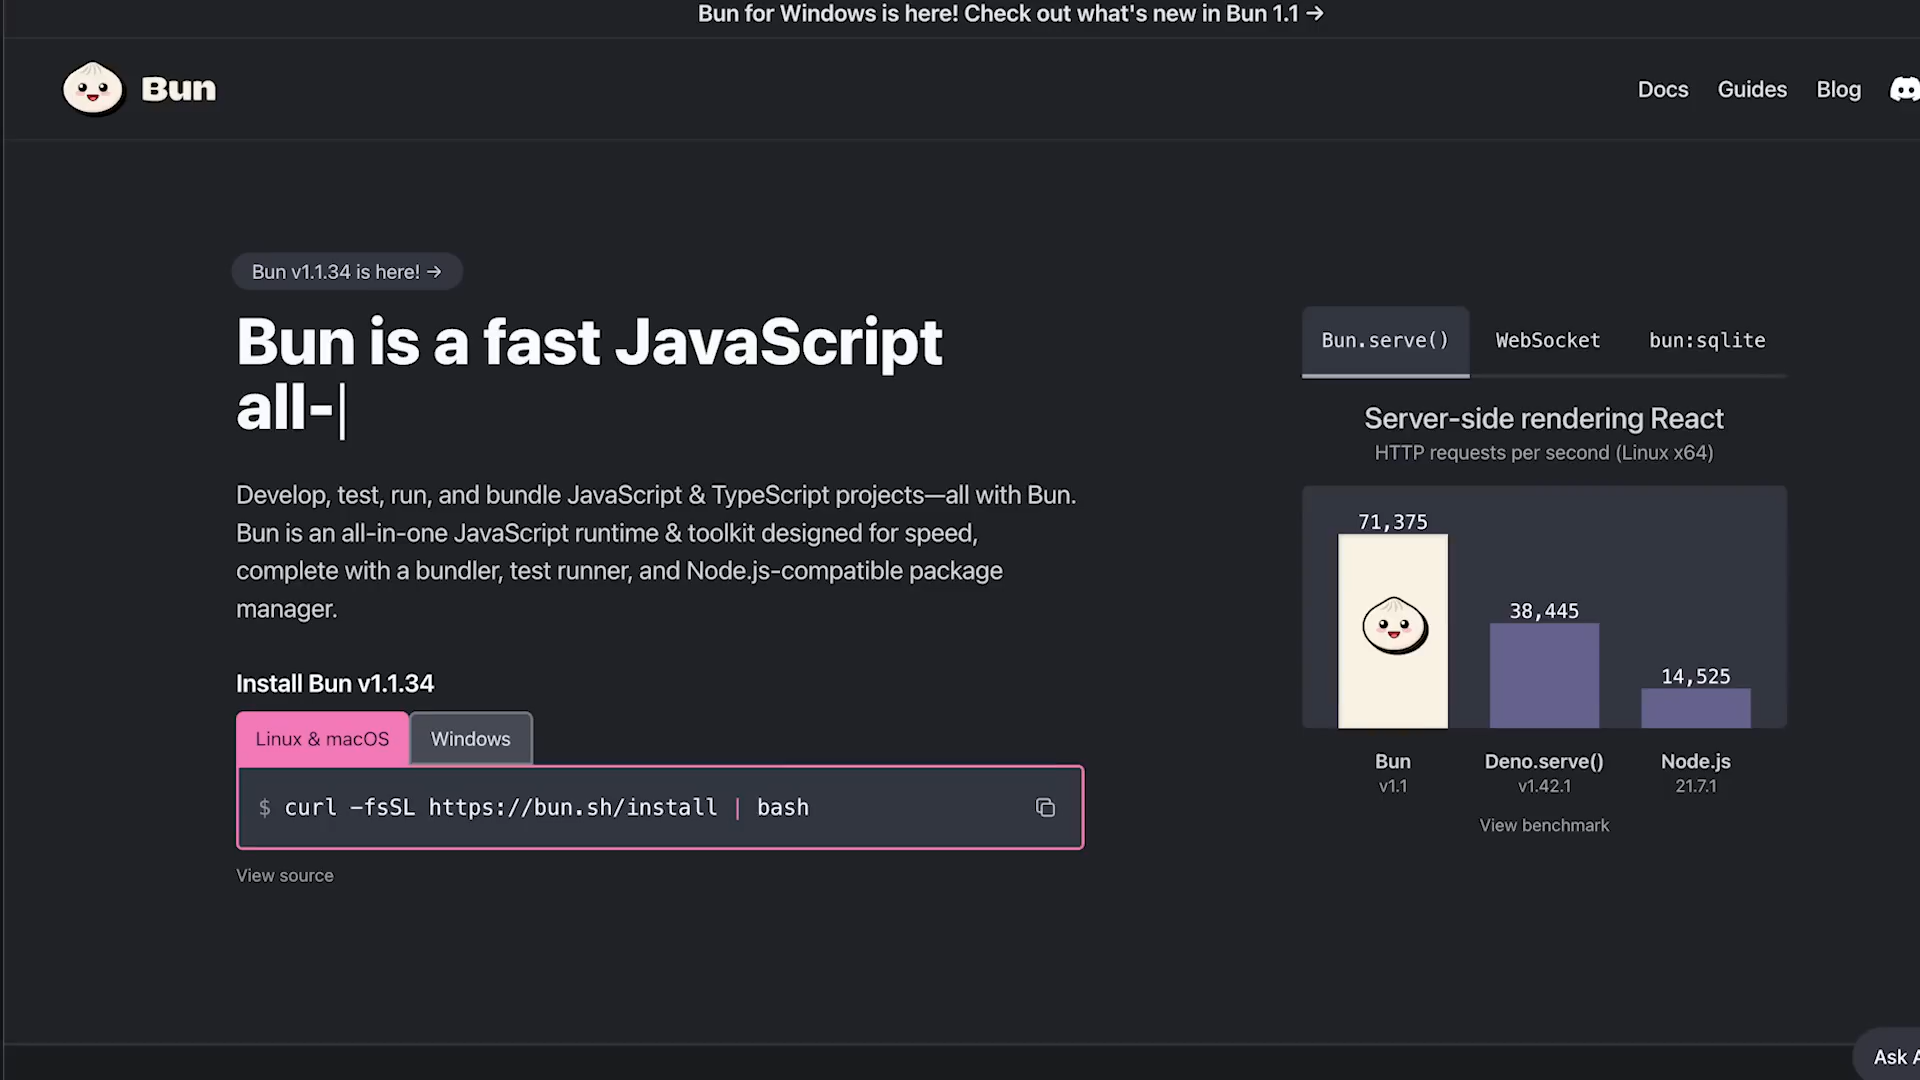 Bun for Windows is here! Check out what's new in Bun 1.1 →
Bun
Docs Guides Blog
Bun v1.1.34 is here! →
Bun is a fast JavaScript
all-
Develop, test, run, and bundle JavaScript & TypeScript projects—all with Bun.
Bun is an all-in-one JavaScript runtime & toolkit designed for speed,
complete with a bundler, test runner, and Node.js-compatible package
manager.
Install Bun v1.1.34
Linux & macOS Windows
$ curl -fsSL https://bun.sh/install | bash
View source
Bun.serve() WebSocket bun:sqlite
Server-side rendering React
HTTP requests per second (Linux x64)
71,375
38,445
14,525
Bun Deno.serve() Node.js
v1.1 v1.42.1 21.7.1
View benchmark
Ask A